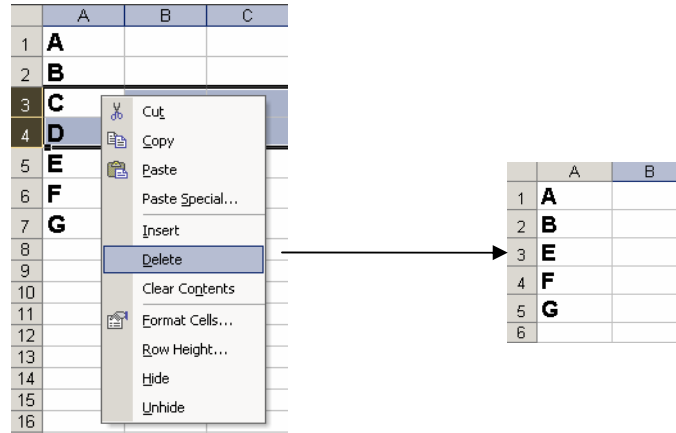 A B C
1 A
2 B
3 C
4 D
5 E
6 F
7 G
8
9
10
11
12
13
14
15
16
Cut
Copy
Paste
Paste Special...
Insert
Delete
Clear Contents
Format Cells...
Row Height...
Hide
Unhide
A B
1 A
2 B
3 E
4 F
5 G
6